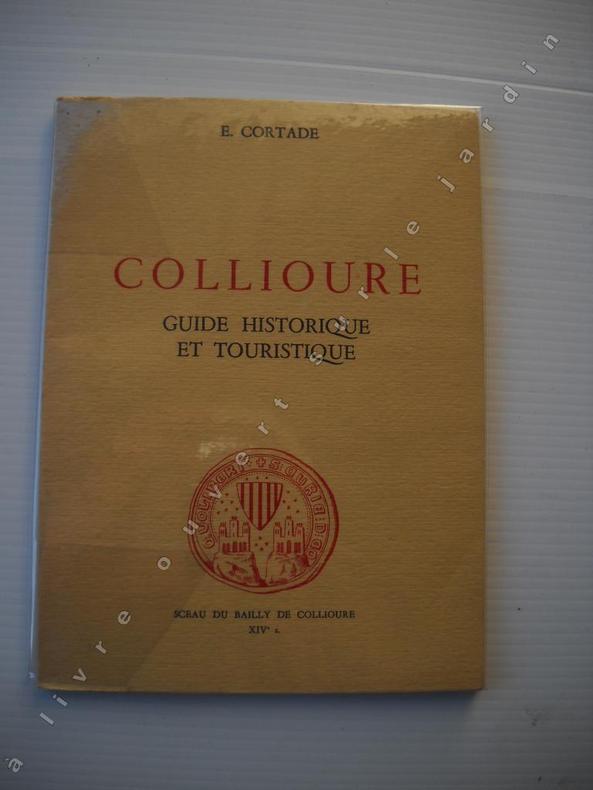 E. CORTADE
COLLIOURE
GUIDE HISTORIQUE
ET TOURISTIQUE
SCEAU DU BAILLY DE COLLIOURE
XIVe s.
a livre ouvert sur le jardin